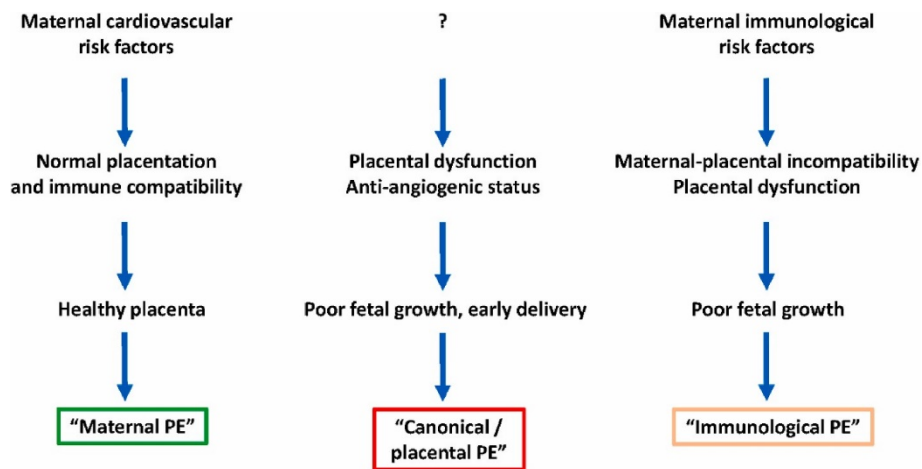 Maternal cardiovascular
risk factors
?
Maternal immunological
risk factors
Normal placentation
and immune compatibility
Placental dysfunction
Anti-angiogenic status
Maternal-placental incompatibility
Placental dysfunction
Healthy placenta
Poor fetal growth, early delivery
Poor fetal growth
“Maternal PE”
“Canonical /
placental PE”
“Immunological PE”